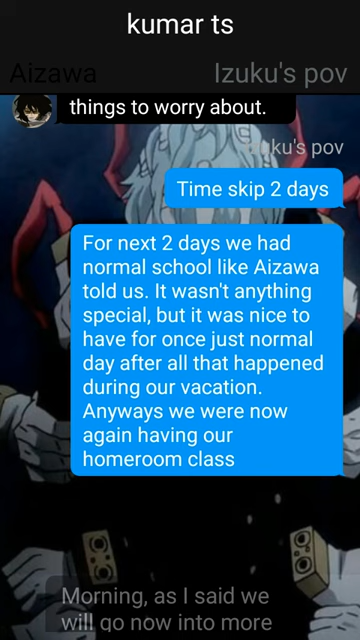 kumar ts
Aizawa
Izuku's pov
things to worry about.
uku's pov
Time skip 2 days
For next 2 days we had
normal school like Aizawa
told us. It wasn't anything
special, but it was nice to
have for once just normal
day after all that happened
during our vacation.
Anyways we were now
again having our
homeroom class
Morning, as I said we
will go now into more